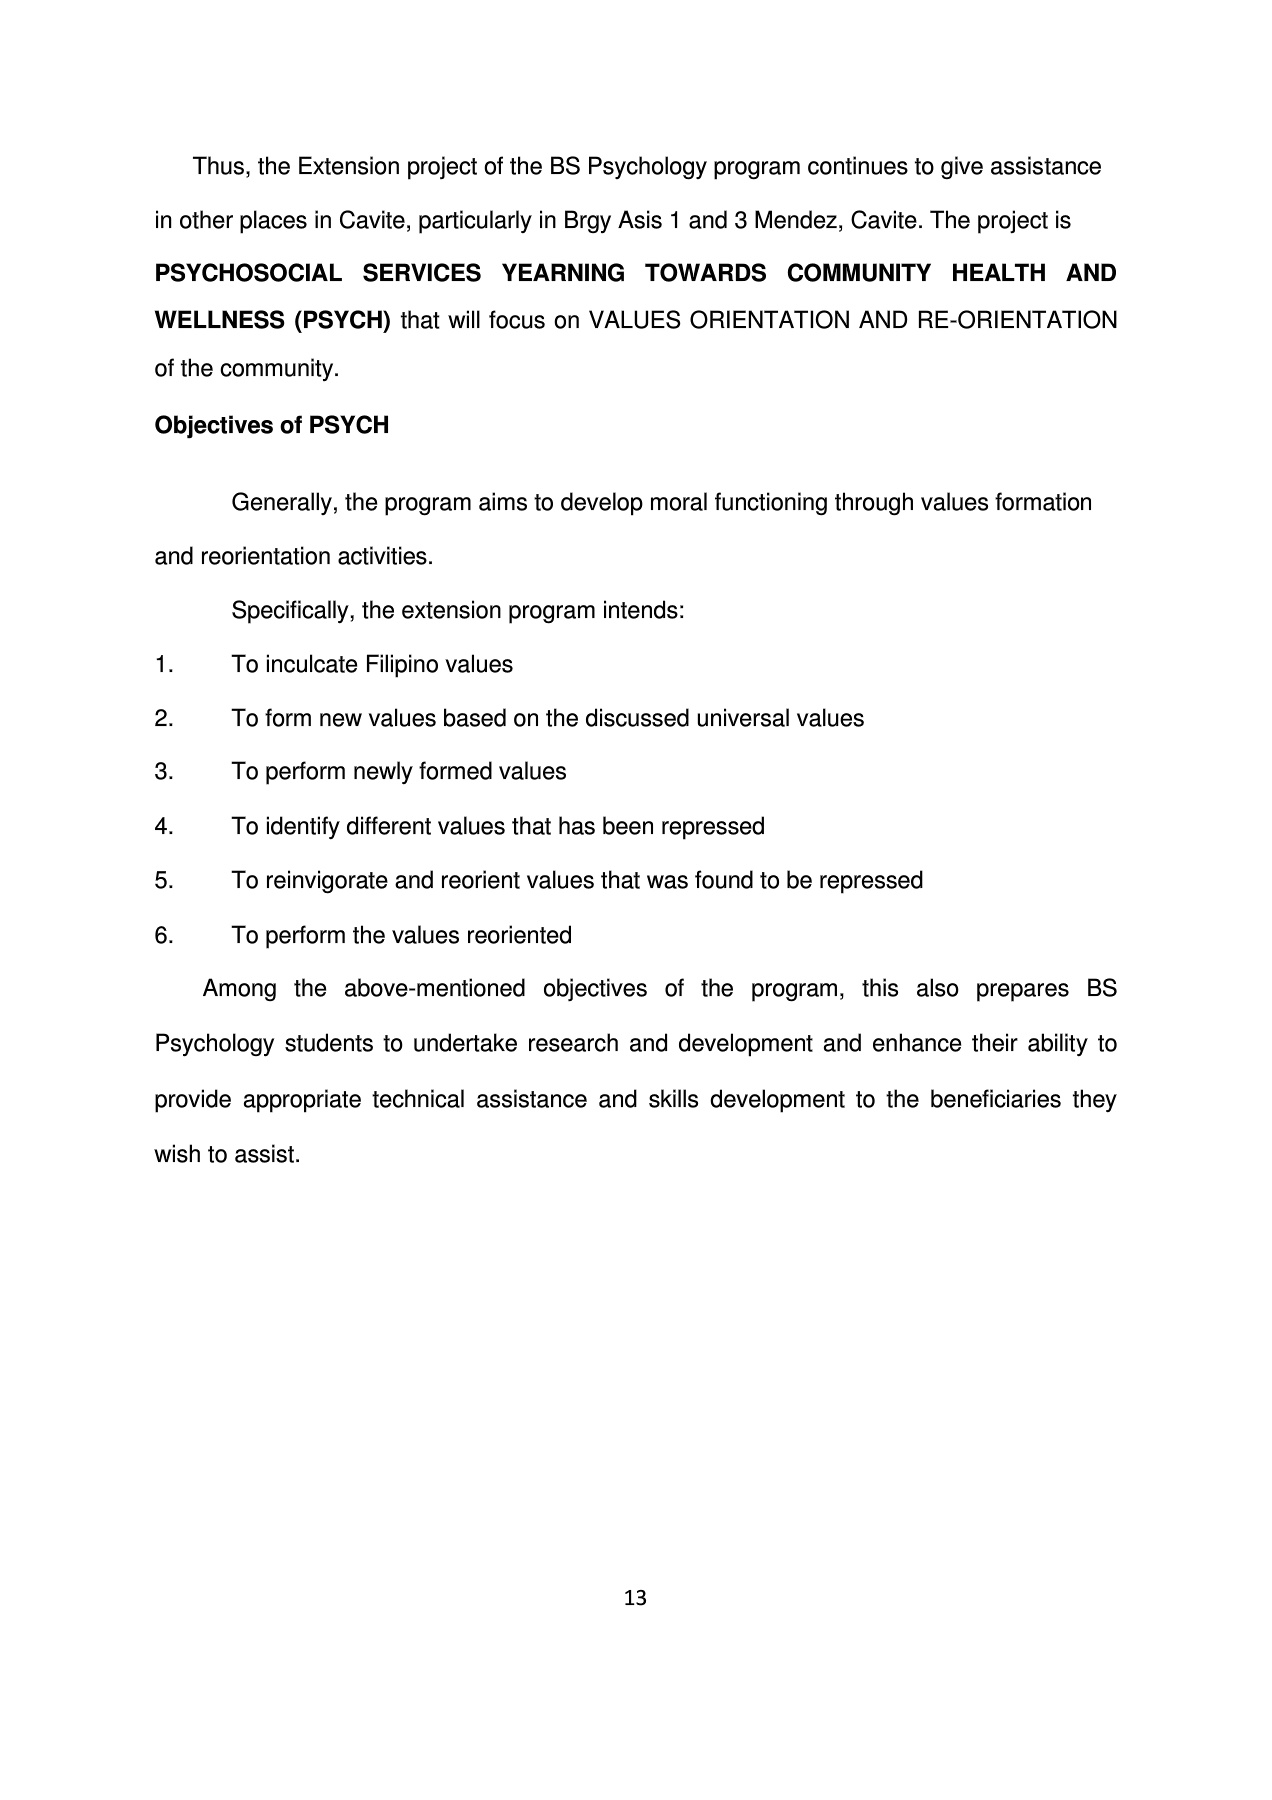 Thus, the Extension project of the BS Psychology program continues to give assistance
in other places in Cavite, particularly in Brgy Asis 1 and 3 Mendez, Cavite. The project is
PSYCHOSOCIAL SERVICES YEARNING TOWARDS COMMUNITY HEALTH AND
WELLNESS (PSYCH) that will focus on VALUES ORIENTATION AND RE-ORIENTATION
of the community.
Objectives of PSYCH
Generally, the program aims to develop moral functioning through values formation
and reorientation activities.
Specifically, the extension program intends:
1. To inculcate Filipino values
2. To form new values based on the discussed universal values
3. To perform newly formed values
4. To identify different values that has been repressed
5. To reinvigorate and reorient values that was found to be repressed
6. To perform the values reoriented
Among the above-mentioned objectives of the program, this also prepares BS
Psychology students to undertake research and development and enhance their ability to
provide appropriate technical assistance and skills development to the beneficiaries they
wish to assist.
13